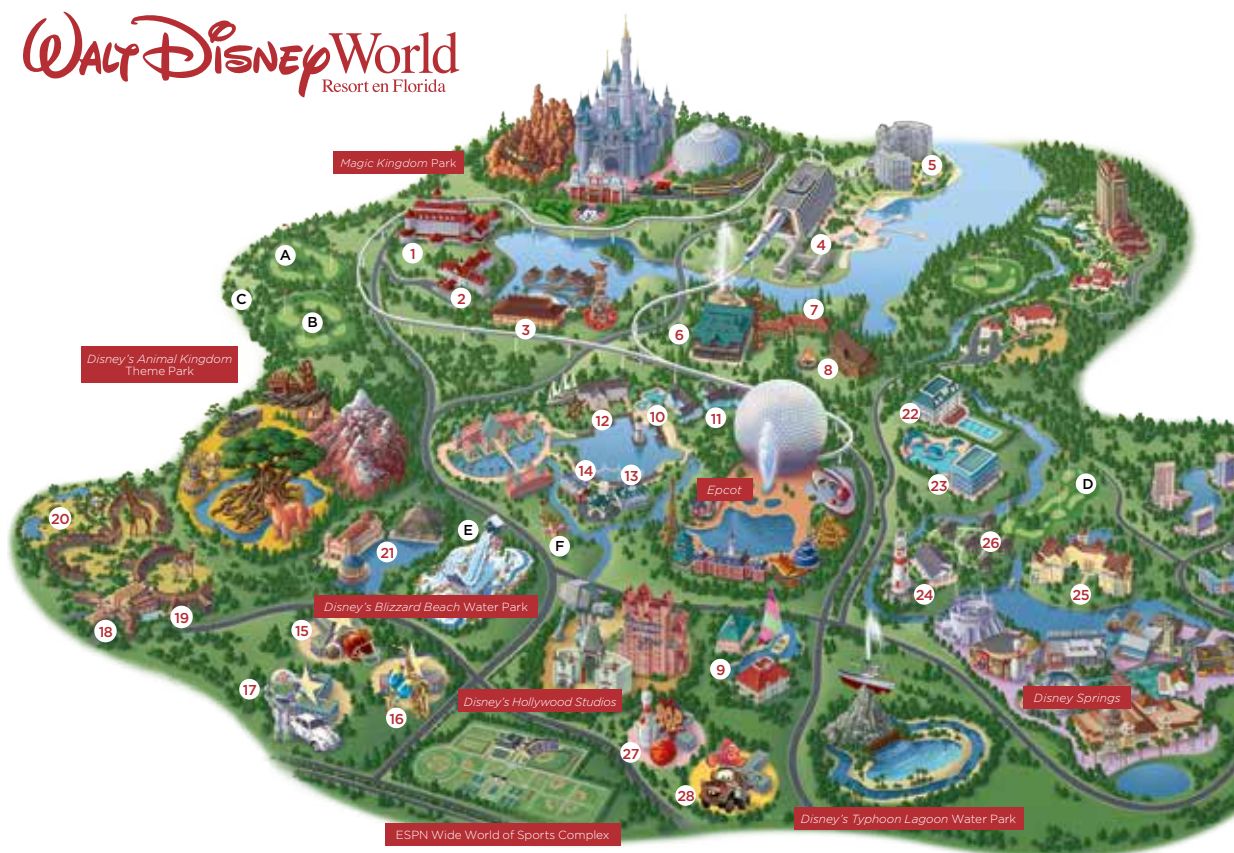 WALT DISNEY World
Resort en Florida
Magic Kingdom Park
5
4
A
1
C
2
B
3
7
6
8
Disney's Animal Kingdom
Theme Park
22
12
10
11
14
13
23
D
Epcot
20
E
F
21
26
24
25
Disney's Blizzard Beach Water Park
19
18
15
9
17
16
Disney's Hollywood Studios
Disney Springs
27
28
Disney's Typhoon Lagoon Water Park
ESPN Wide World of Sports Complex